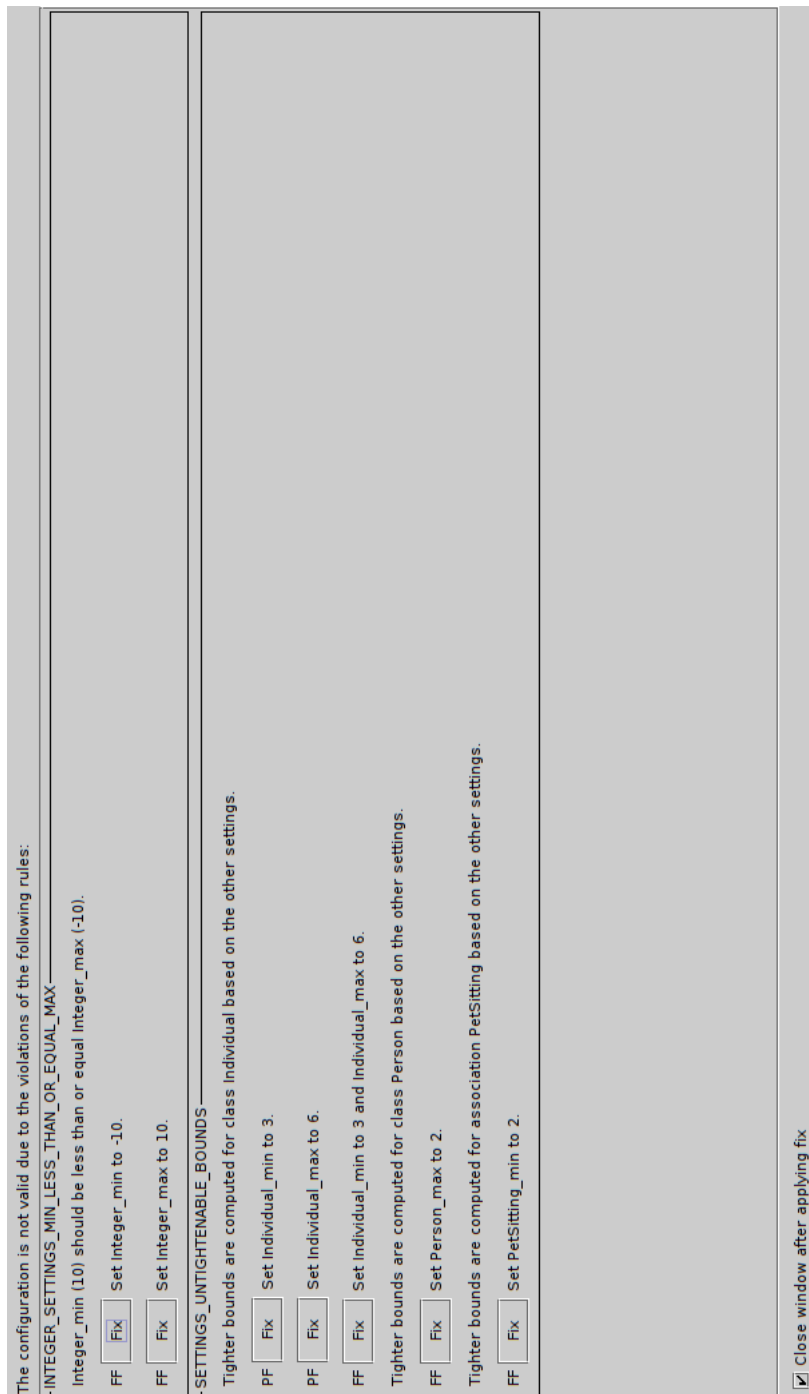 The configuration is not valid due to the violations of the following rules:
INTEGER_SETTINGS_MIN_LESS_THAN_OR_EQUAL_MAX
Integer_min (10) should be less than or equal Integer_max (-10).
FF Fix Set Integer_min to -10.
FF Fix Set Integer_max to 10.
SETTINGS_UNTIGHTENABLE_BOUNDS
Tighter bounds are computed for class Individual based on the other settings.
PF Fix Set Individual_min to 3.
PF Fix Set Individual_max to 6.
FF Fix Set Individual_min to 3 and Individual_max to 6.
Tighter bounds are computed for class Person based on the other settings.
FF Fix Set Person_max to 2.
Tighter bounds are computed for association PetSitting based on the other settings.
FF Fix Set PetSitting_min to 2.
Close window after applying fix